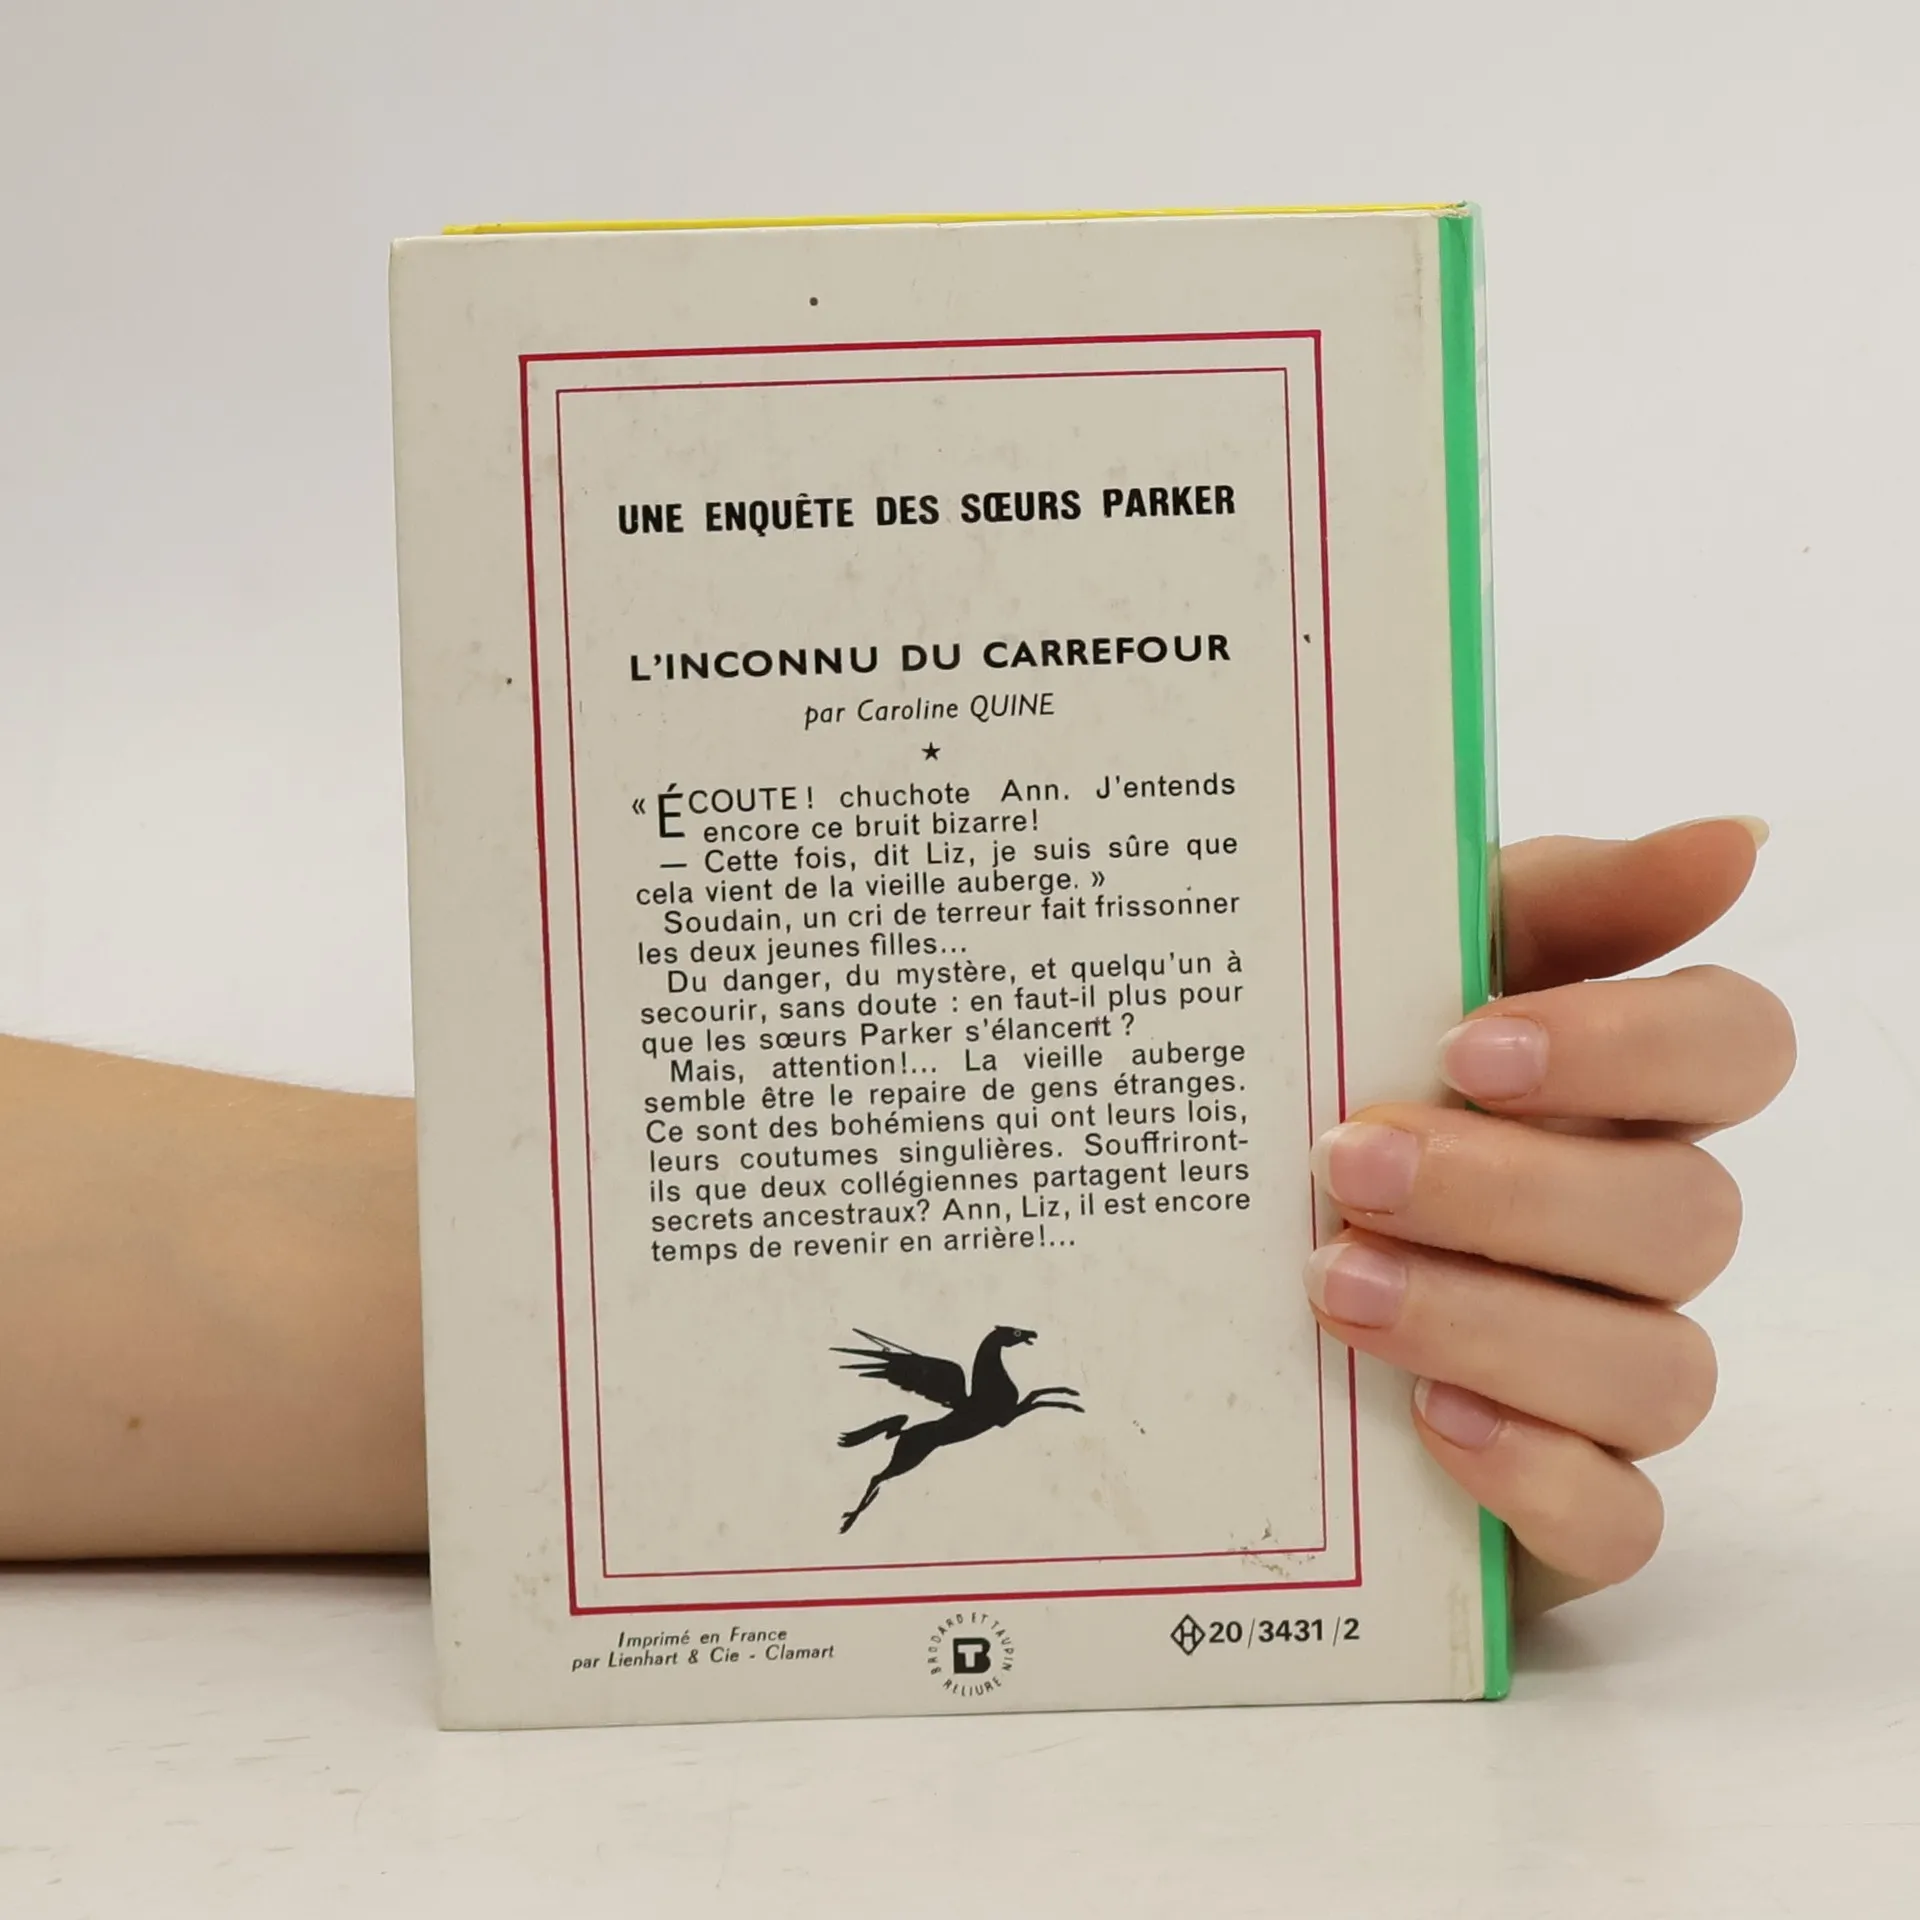 UNE ENQUÊTE DES SŒURS PARKER
L'INCONNU DU CARREFOUR
par Caroline QUINE
★
« ÉCOUTE ! chuchote Ann. J'entends
encore ce bruit bizarre!
— Cette fois, dit Liz, je suis sûre que
cela vient de la vieille auberge. »
Soudain, un cri de terreur fait frissonner
les deux jeunes filles...
Du danger, du mystère, et quelqu'un à
secourir, sans doute : en faut-il plus pour
que les sœurs Parker s'élancent ?
Mais, attention!... La vieille auberge
semble être le repaire de gens étranges.
Ce sont des bohémiens qui ont leurs lois,
leurs coutumes singulières. Souffriront-
ils que deux collégiennes partagent leurs
secrets ancestraux? Ann, Liz, il est encore
temps de revenir en arrière!...
Imprimé en France
par Lienhart & Cie - Clamart
BRODARD ET TAUPIN
BT
RELIURE
H 20/3431/2